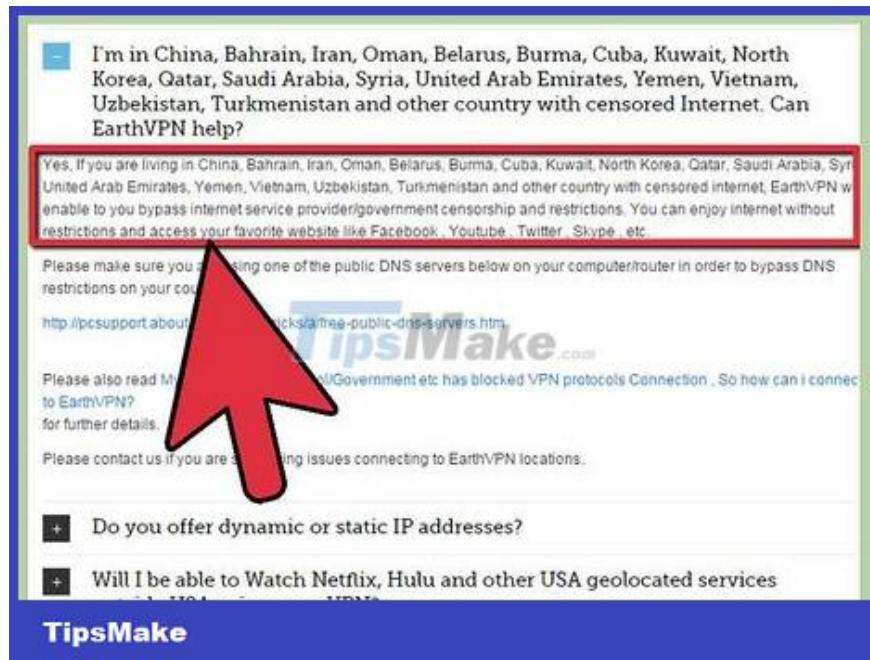 I'm in China, Bahrain, Iran, Oman, Belarus, Burma, Cuba, Kuwait, North
Korea, Qatar, Saudi Arabia, Syria, United Arab Emirates, Yemen, Vietnam,
Uzbekistan, Turkmenistan and other country with censored Internet. Can
EarthVPN help?
Yes, If you are living in China, Bahrain, Iran, Oman, Belarus, Burma, Cuba, Kuwait, North Korea, Qatar, Saudi Arabia, Syr
United Arab Emirates, Yemen, Vietnam, Uzbekistan, Turkmenistan and other country with censored internet, EarthVPN w
enable to you bypass internet service provider/government censorship and restrictions. You can enjoy internet without
restrictions and access your favorite website like Facebook , Youtube , Twitter , Skype , etc.
Please make sure you using one of the public DNS servers below on your computer/router in order to bypass DNS
restrictions on your
http://pcsupport.about icks/a/free-public-dns-servers.htm
TipsMake.com
Please also read /Government etc has blocked VPN protocols Connection , So how can i connec
to EarthVPN?
for further details.
Please contact us if you are issues connecting to EarthVPN locations.
+ Do you offer dynamic or static IP addresses?
+ Will I be able to Watch Netflix, Hulu and other USA geolocated services
TipsMake